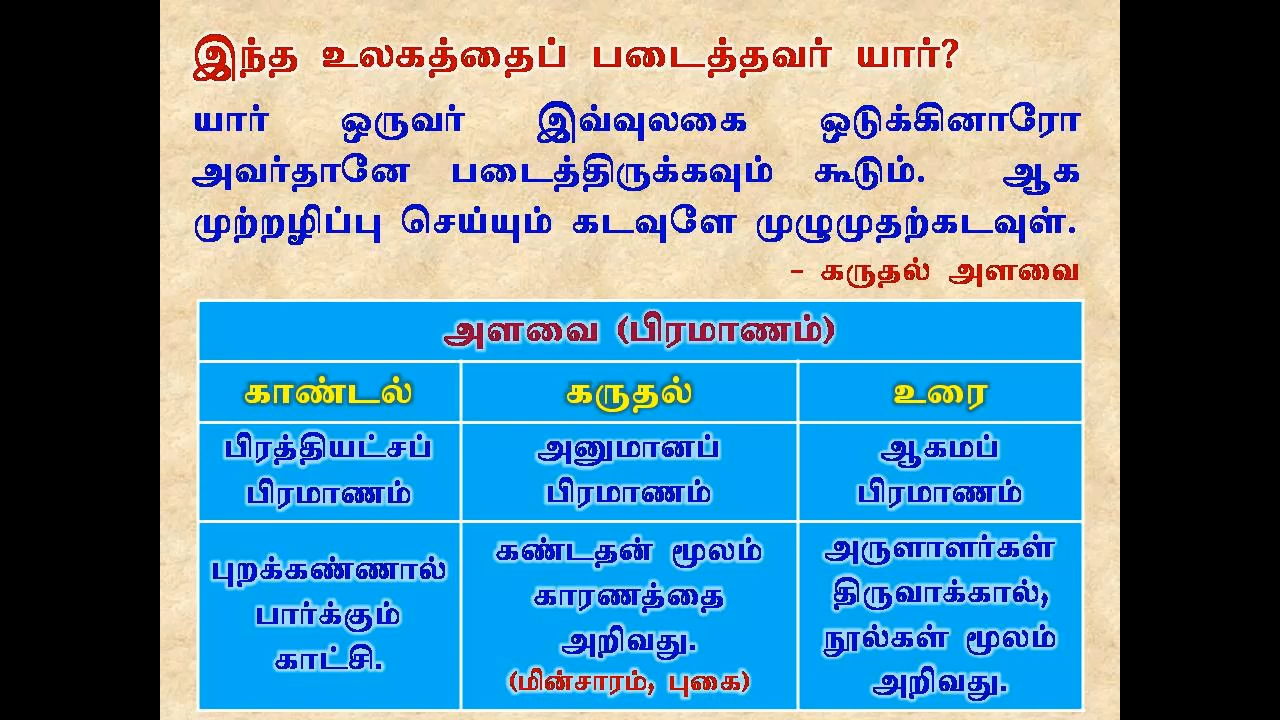 இந்த உலகத்தைப் படைத்தவர் யார்?
யார் ஒருவர் இவ்வுலகை ஒடுக்கினாரோ
அவர்தானே படைத்திருக்கவும் கூடும். ஆக
முற்றழிப்பு செய்யும் கடவுளே முழுமுதற்கடவுள்.
- கருதல் அளவை
அளவை (பிரமாணம்)
காண்டல் கருதல் உரை
பிரத்தியட்சப் பிரமாணம்
அனுமானப் பிரமாணம்
ஆகமப் பிரமாணம்
புறக்கண்ணால்
பார்க்கும்
காட்சி.
கண்டதன் மூலம்
காரணத்தை
அறிவது.
(மின்சாரம், புகை)
அருளாளர்கள்
திருவாக்கால்,
நூல்கள் மூலம்
அறிவது.